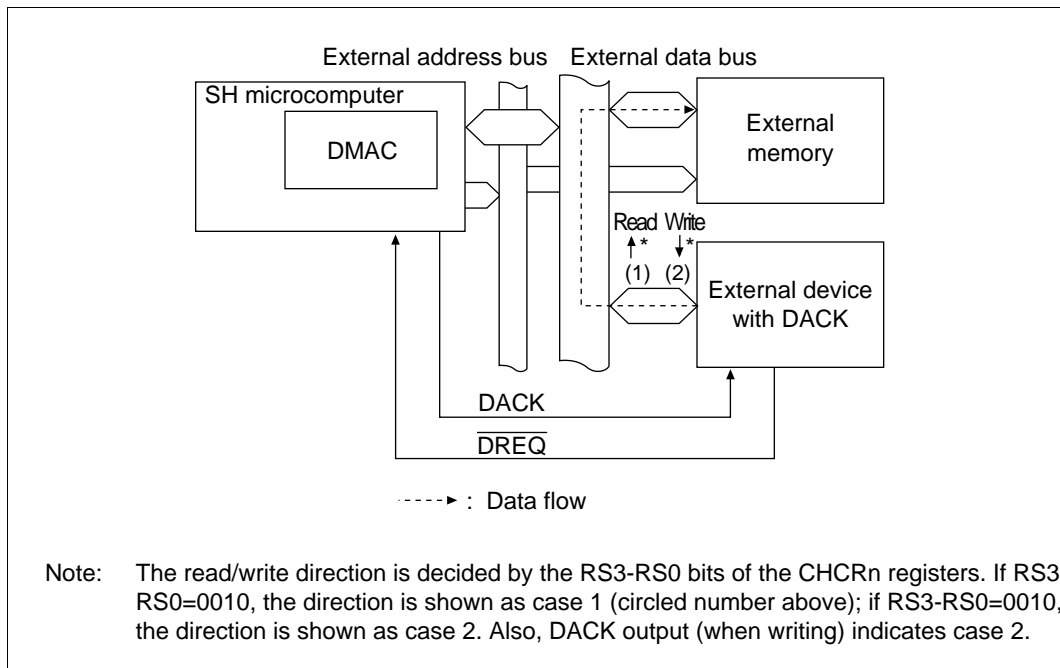 External address bus External data bus
SH microcomputer
DMAC
External
memory
Read Write
* *
(1) (2)
External device
with DACK
DACK
DREQ
: Data flow
Note: The read/write direction is decided by the RS3-RS0 bits of the CHCRn registers. If RS3
RS0=0010, the direction is shown as case 1 (circled number above); if RS3-RS0=0010,
the direction is shown as case 2. Also, DACK output (when writing) indicates case 2.